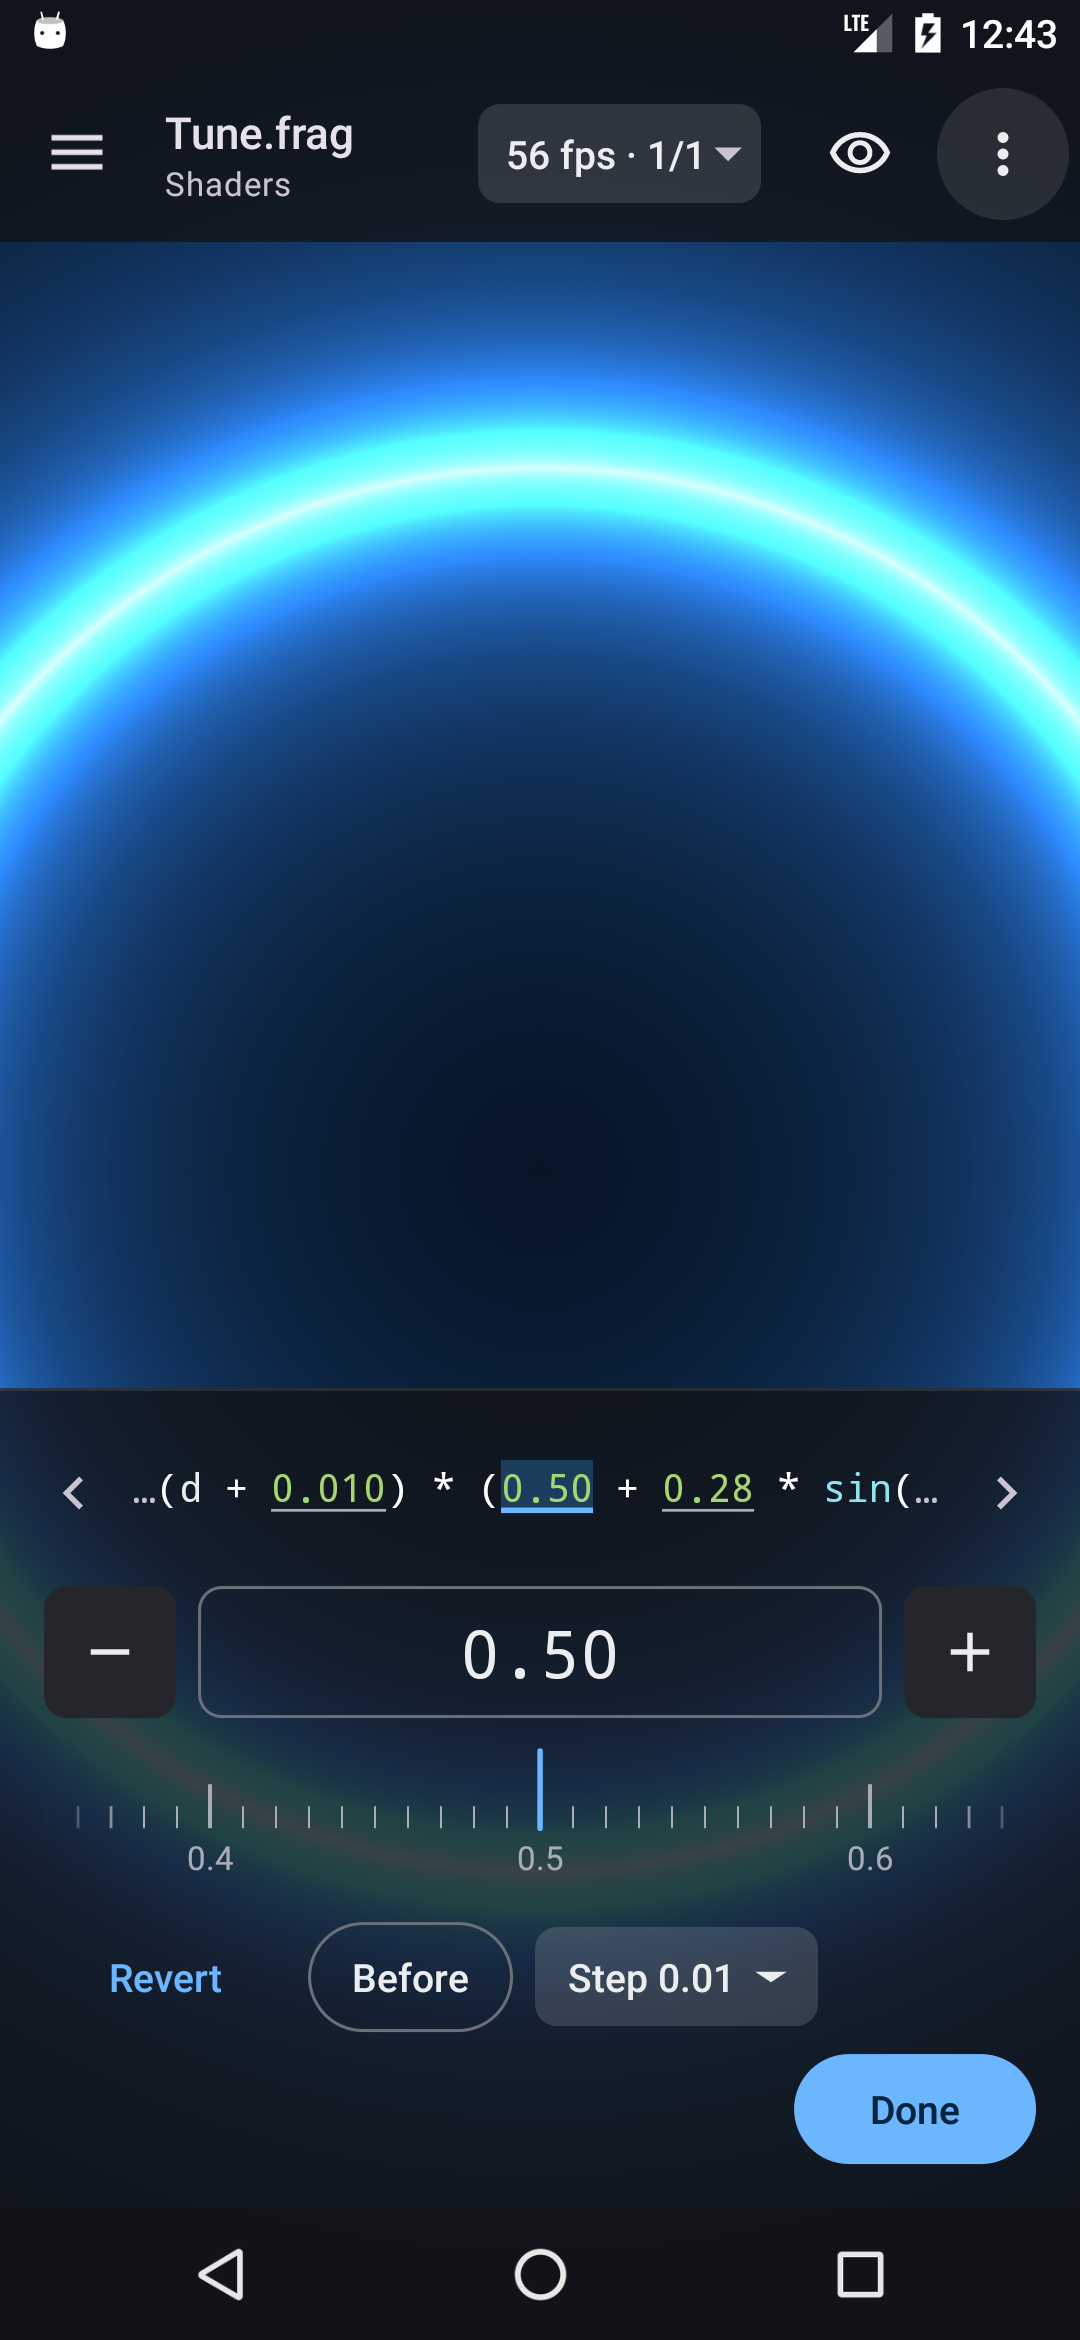 LTE 12:43
Tune.frag
Shaders
56 fps · 1/1
…(d + 0.010) * (0.50 + 0.28 * sin(…
0.50
0.4 0.5 0.6
Revert Before Step 0.01
Done